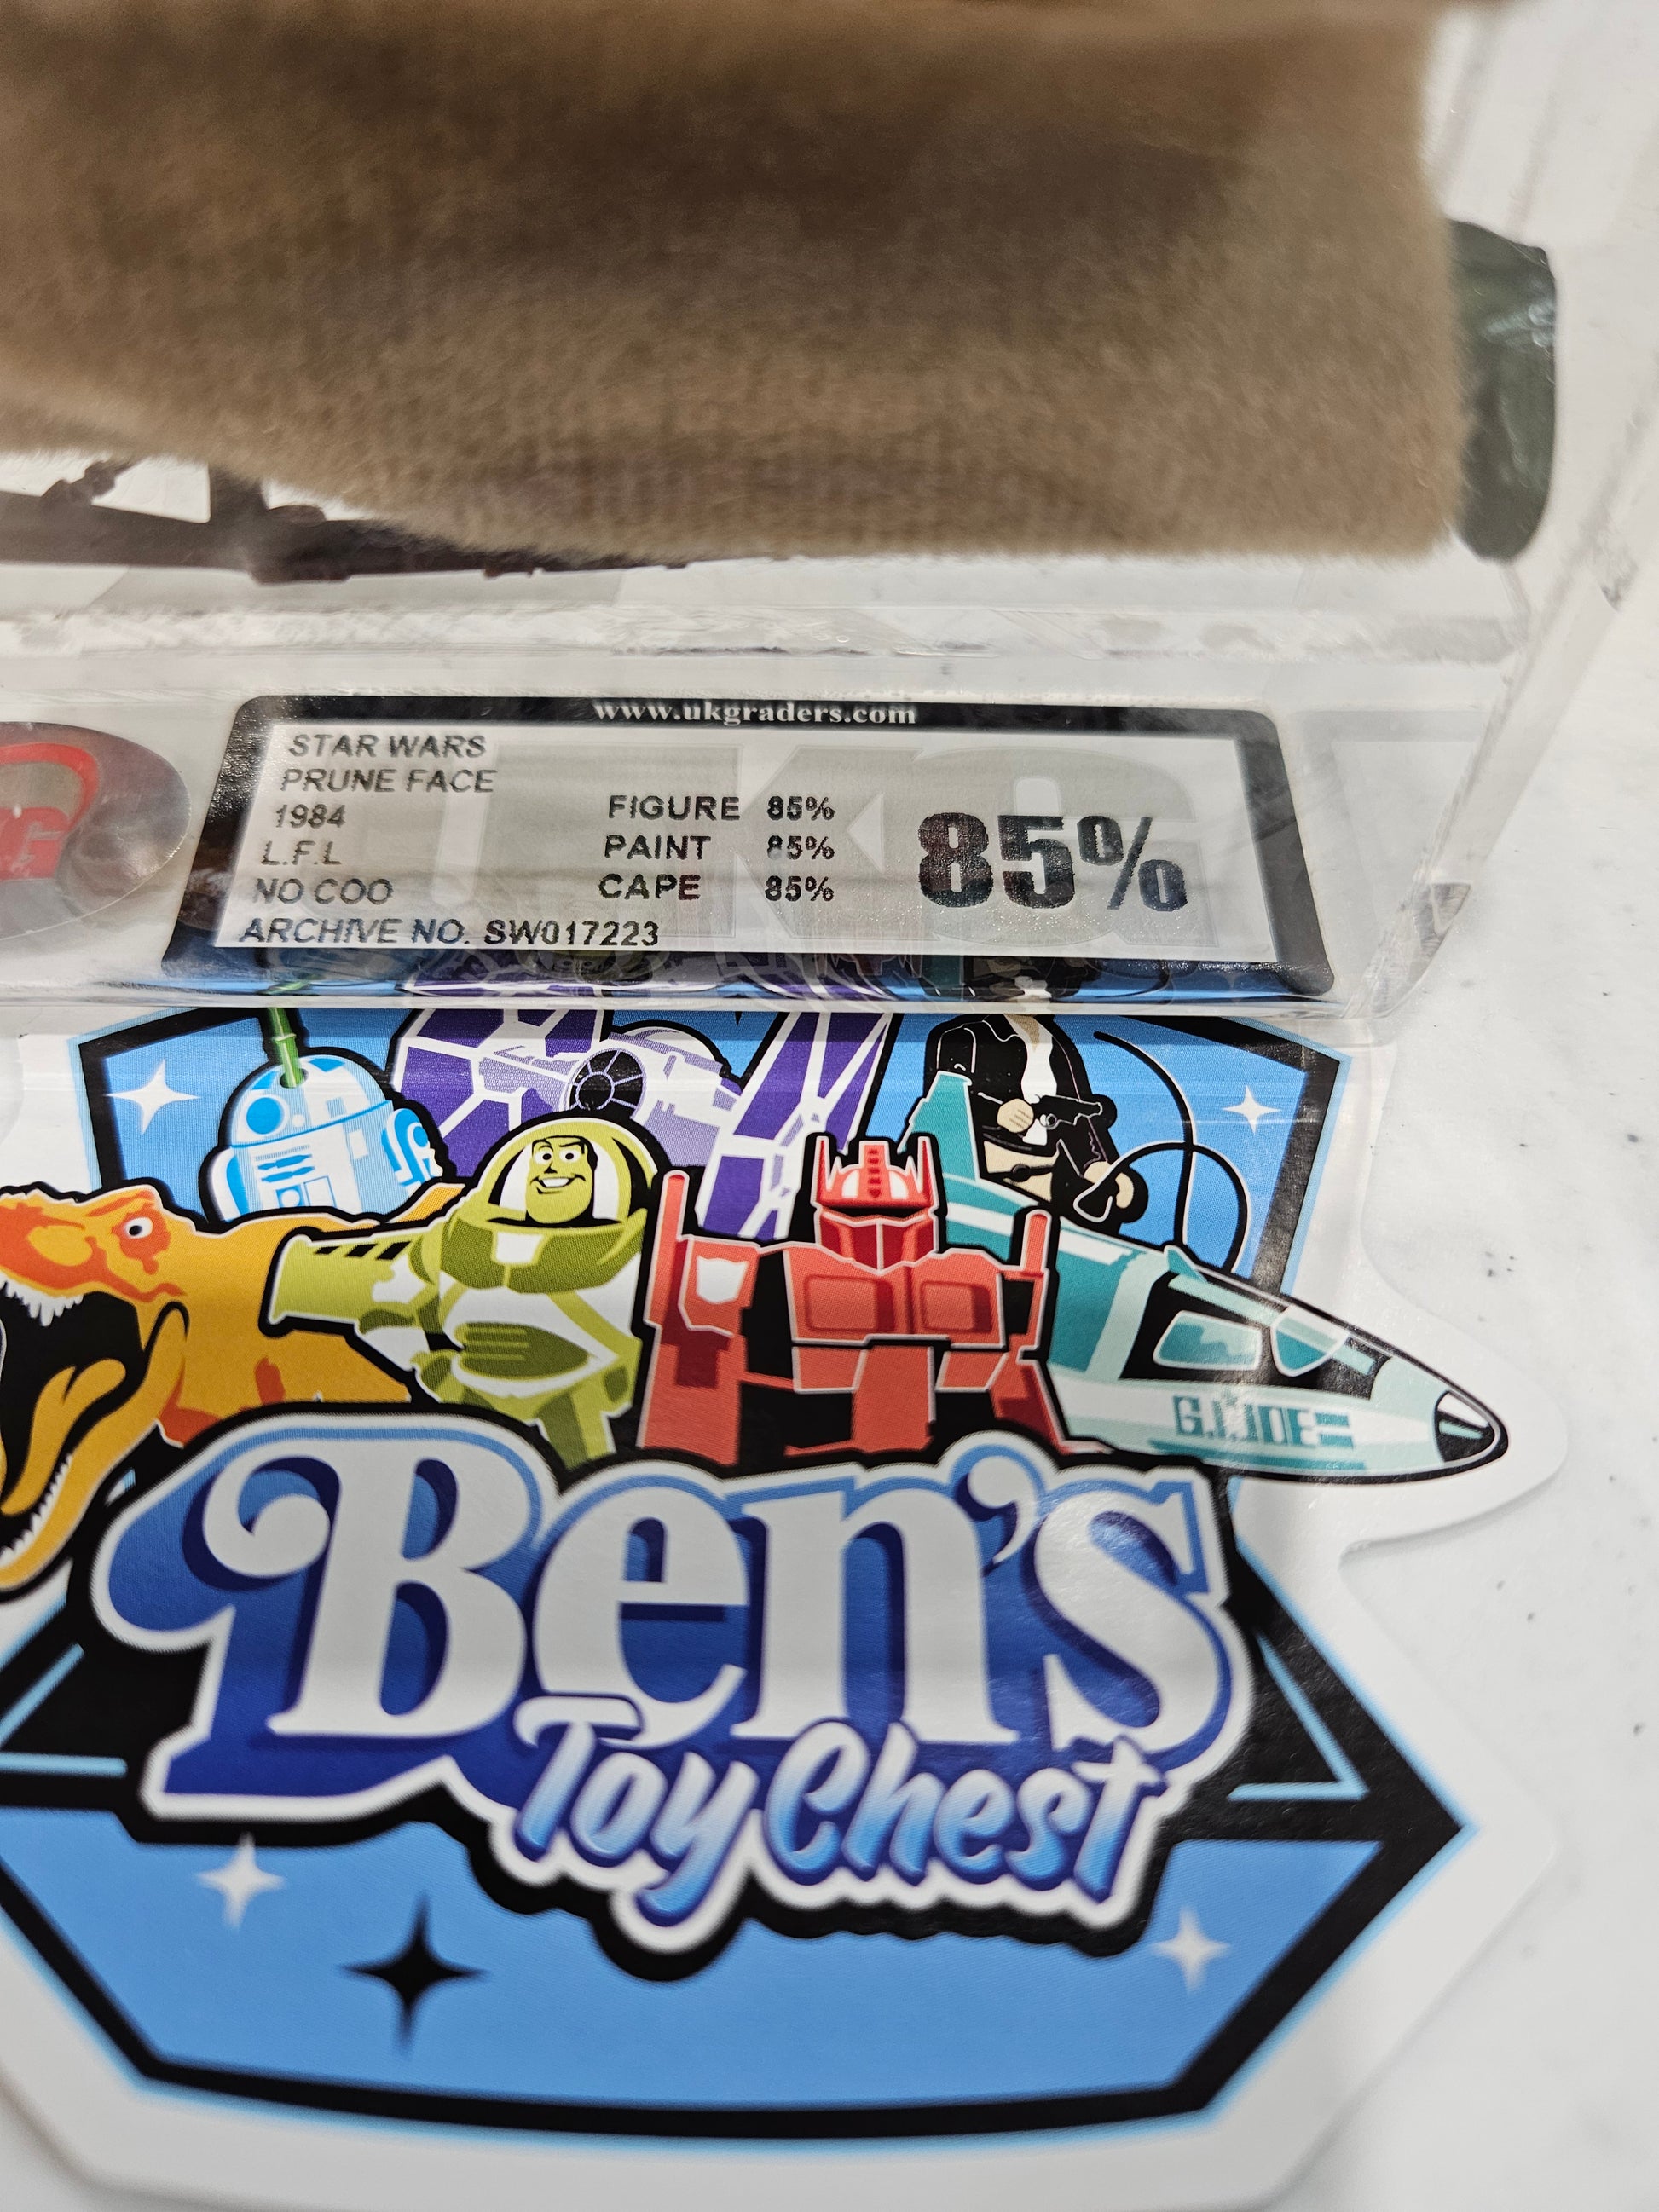 www.ukgraders.com
STAR WARS
PRUNE FACE
1984
L.F.L
NO COO
ARCHIVE NO. SW017223
FIGURE 85%
PAINT 85%
CAPE 85%
85%
UKG
G.I. JOE
Ben's
Toy Chest